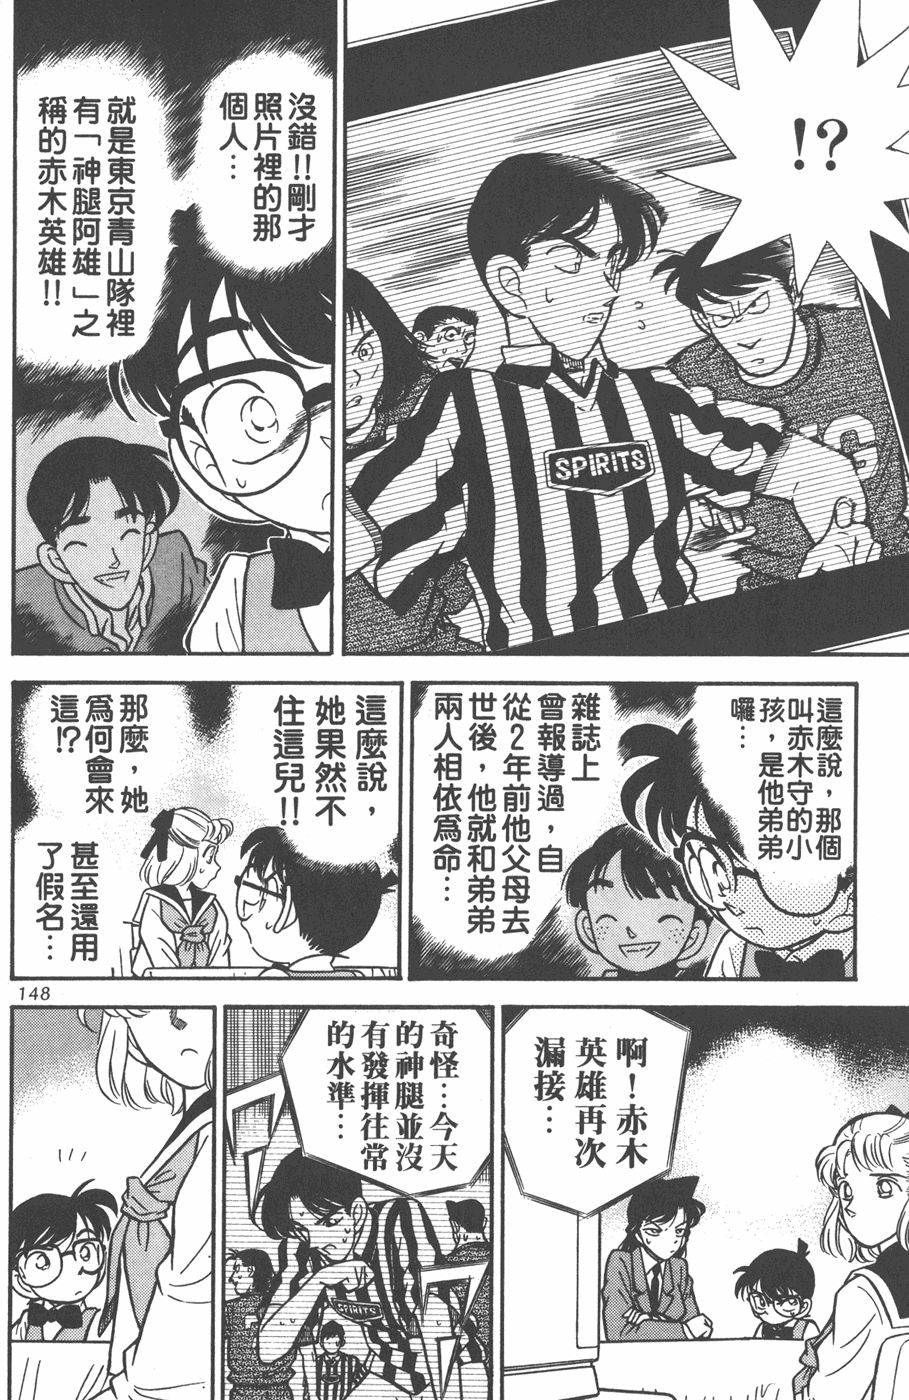 !?
SPIRITS
G
沒錯!!剛才
照片裡的那
個人…
就是東京青山隊裡
有「神腿阿雄」之
稱的赤木英雄!!
這麼說，那個
叫赤木守的小
孩，是他弟弟
囉…
雜誌上
曾報導過，自
從2年前他父母去
世後，他就和弟弟
兩人相依為命…
這麼說，
她果然不
住這兒!!
那麼，她
為何會來
這!?
甚至還用
了假名…
148
啊!赤木
英雄再次
漏接…
奇怪…今天
的神腿並沒
有發揮往常
的水準…
SPIRITS